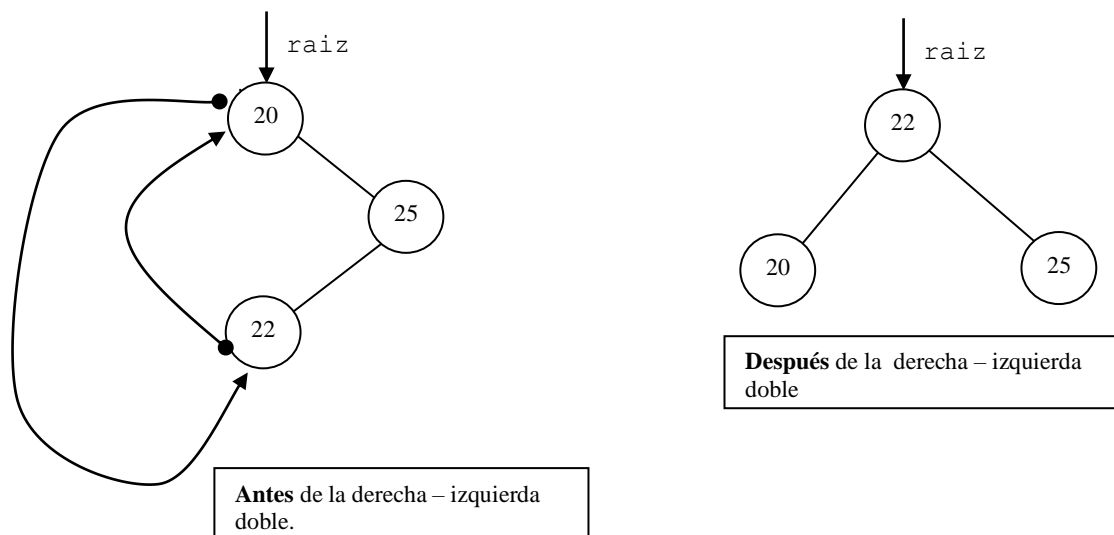 raiz
20
25
22
Antes de la derecha – izquierda
doble.
raiz
22
20
25
Después de la derecha – izquierda
doble